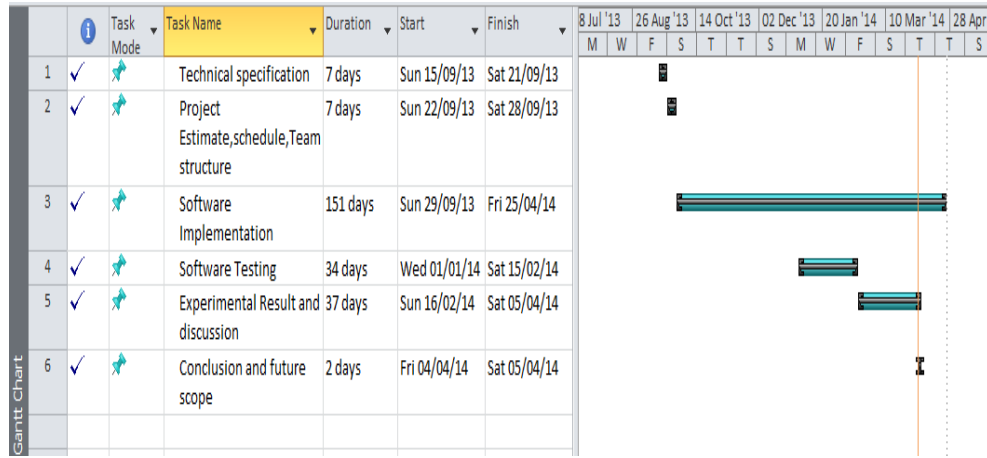 Task Mode Task Name Duration Start Finish 8 Jul '13 26 Aug '13 14 Oct '13 02 Dec '13 20 Jan '14 10 Mar '14 28 Apr
M W F S T T S M W F S T T S
1 Technical specification 7 days Sun 15/09/13 Sat 21/09/13
2 Project 7 days Sun 22/09/13 Sat 28/09/13
Estimate,schedule,Team
structure
3 Software 151 days Sun 29/09/13 Fri 25/04/14
Implementation
4 Software Testing 34 days Wed 01/01/14 Sat 15/02/14
5 Experimental Result and 37 days Sun 16/02/14 Sat 05/04/14
discussion
6 Conclusion and future 2 days Fri 04/04/14 Sat 05/04/14
scope
Gantt Chart